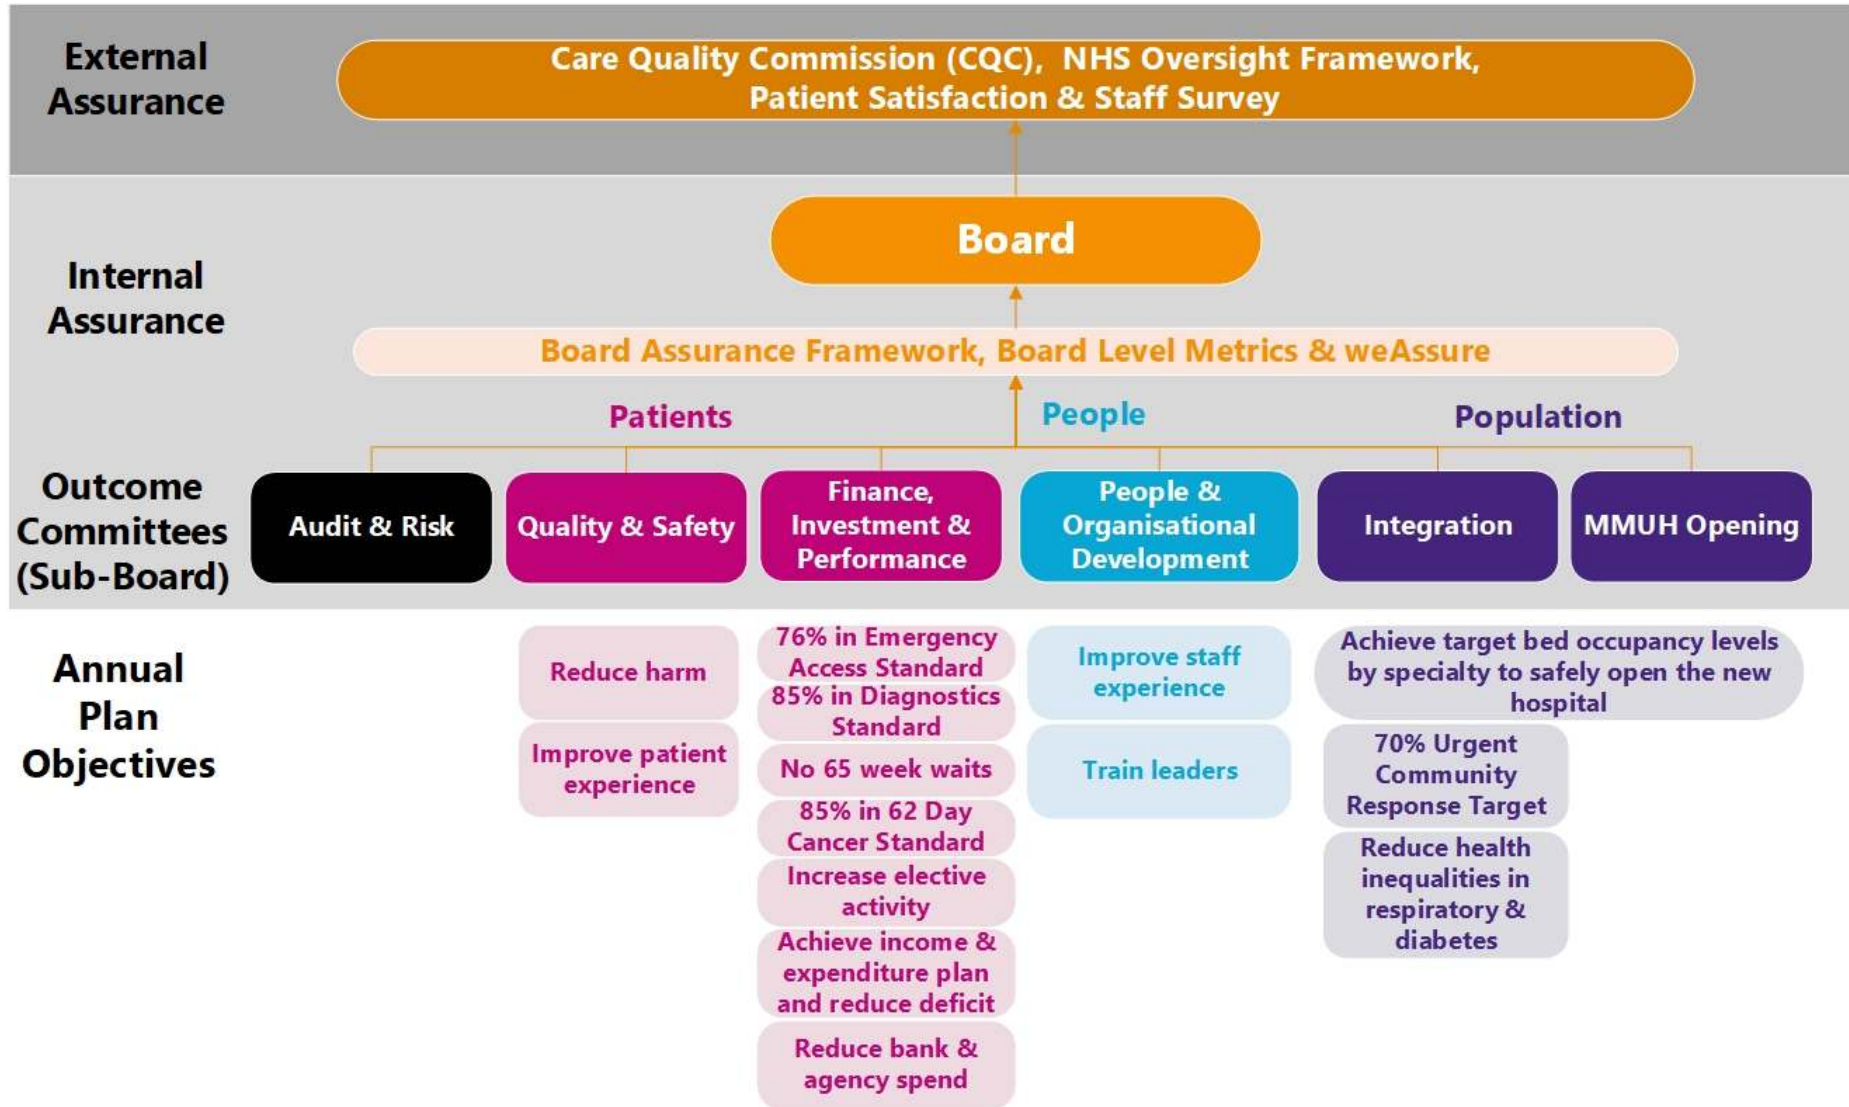 External
Assurance
Care Quality Commission (CQC), NHS Oversight Framework,
Patient Satisfaction & Staff Survey
Internal
Assurance
Board
Board Assurance Framework, Board Level Metrics & weAssure
Patients
People
Population
Outcome
Committees
(Sub-Board)
Audit & Risk
Quality & Safety
Finance,
Investment &
Performance
People &
Organisational
Development
Integration
MMUH Opening
Annual
Plan
Objectives
Reduce harm
Improve patient
experience
76% in Emergency
Access Standard
85% in Diagnostics
Standard
No 65 week waits
85% in 62 Day
Cancer Standard
Increase elective
activity
Achieve income &
expenditure plan
and reduce deficit
Reduce bank &
agency spend
Improve staff
experience
Train leaders
Achieve target bed occupancy levels
by specialty to safely open the new
hospital
70% Urgent
Community
Response Target
Reduce health
inequalities in
respiratory &
diabetes